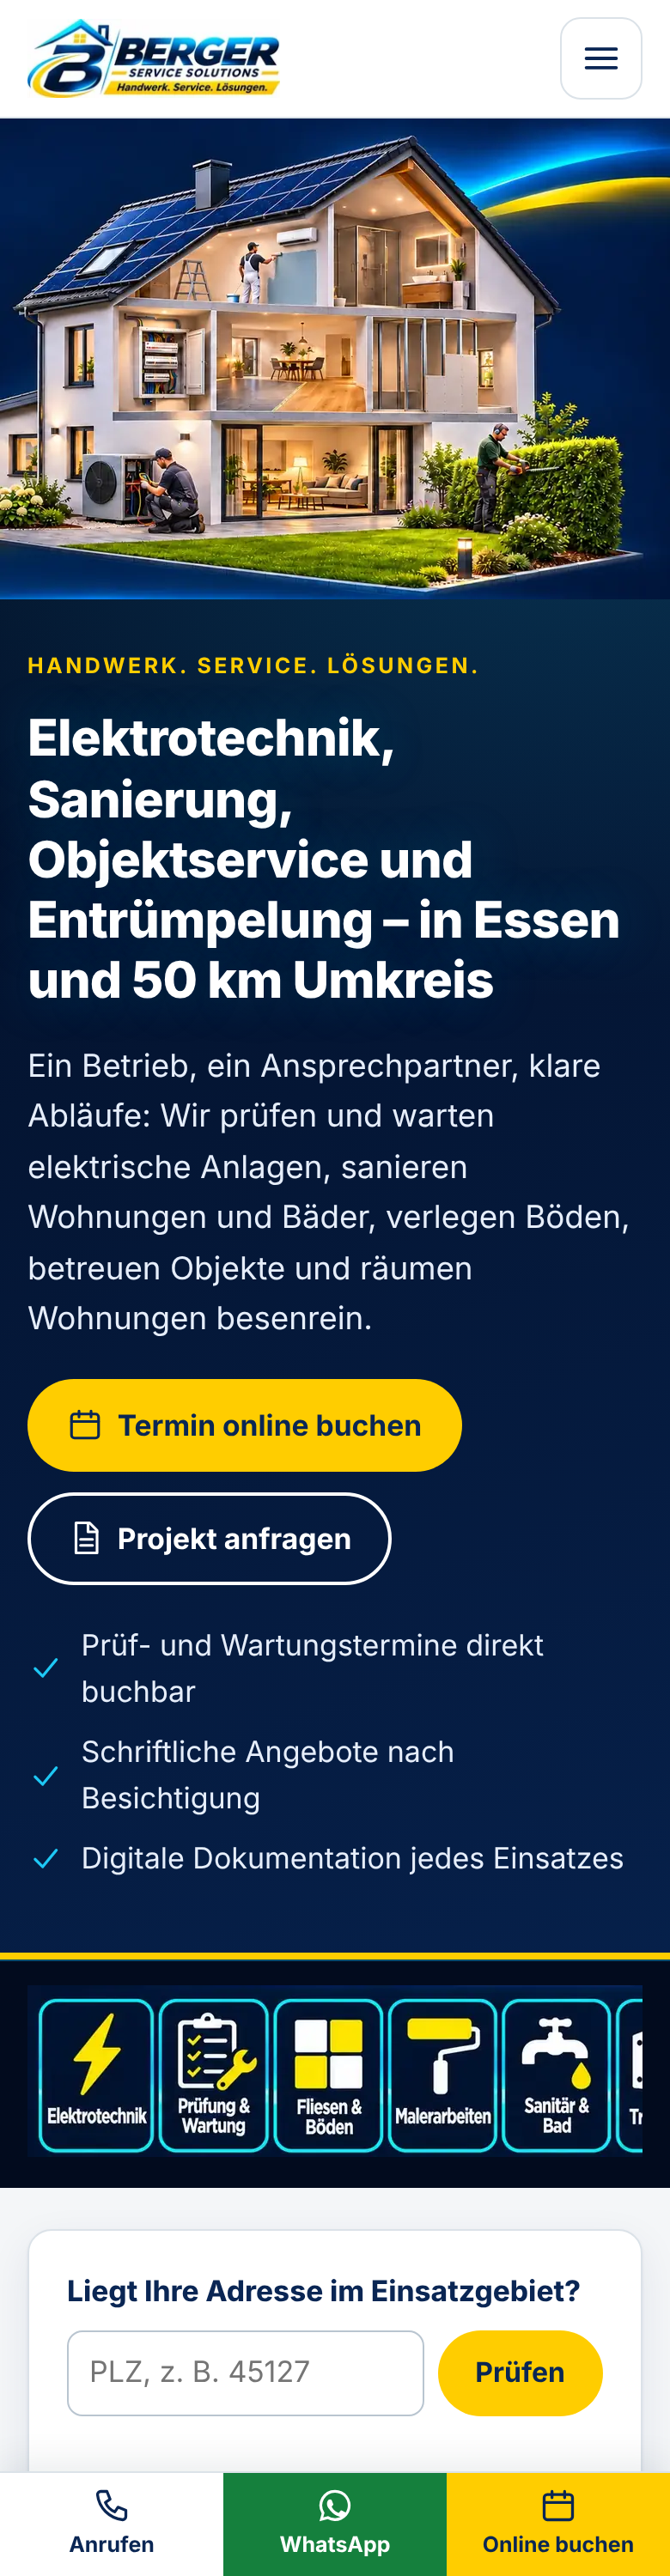 BERGER
SERVICE SOLUTIONS
Handwerk. Service. Lösungen.
HANDWERK. SERVICE. LÖSUNGEN.
Elektrotechnik,
Sanierung,
Objektservice und
Entrümpelung – in Essen
und 50 km Umkreis
Ein Betrieb, ein Ansprechpartner, klare
Abläufe: Wir prüfen und warten
elektrische Anlagen, sanieren
Wohnungen und Bäder, verlegen Böden,
betreuen Objekte und räumen
Wohnungen besenrein.
Termin online buchen
Projekt anfragen
Prüf- und Wartungstermine direkt
buchbar
Schriftliche Angebote nach
Besichtigung
Digitale Dokumentation jedes Einsatzes
Elektrotechnik
Prüfung &
Wartung
Fliesen &
Böden
Malerarbeiten
Sanitär &
Bad
Liegt Ihre Adresse im Einsatzgebiet?
PLZ, z. B. 45127
Prüfen
Anrufen
WhatsApp
Online buchen